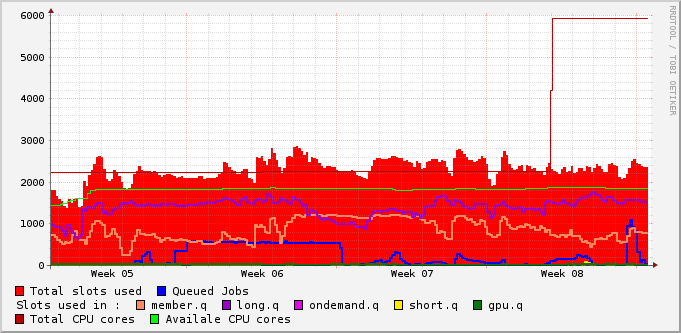 6000
5000
4000
3000
2000
1000
0
Week 05 Week 06 Week 07 Week 08
RRDTOOL / TOBI OETIKER
Total slots used Queued Jobs
Slots used in : member.q long.q ondemand.q short.q gpu.q
Total CPU cores Availale CPU cores